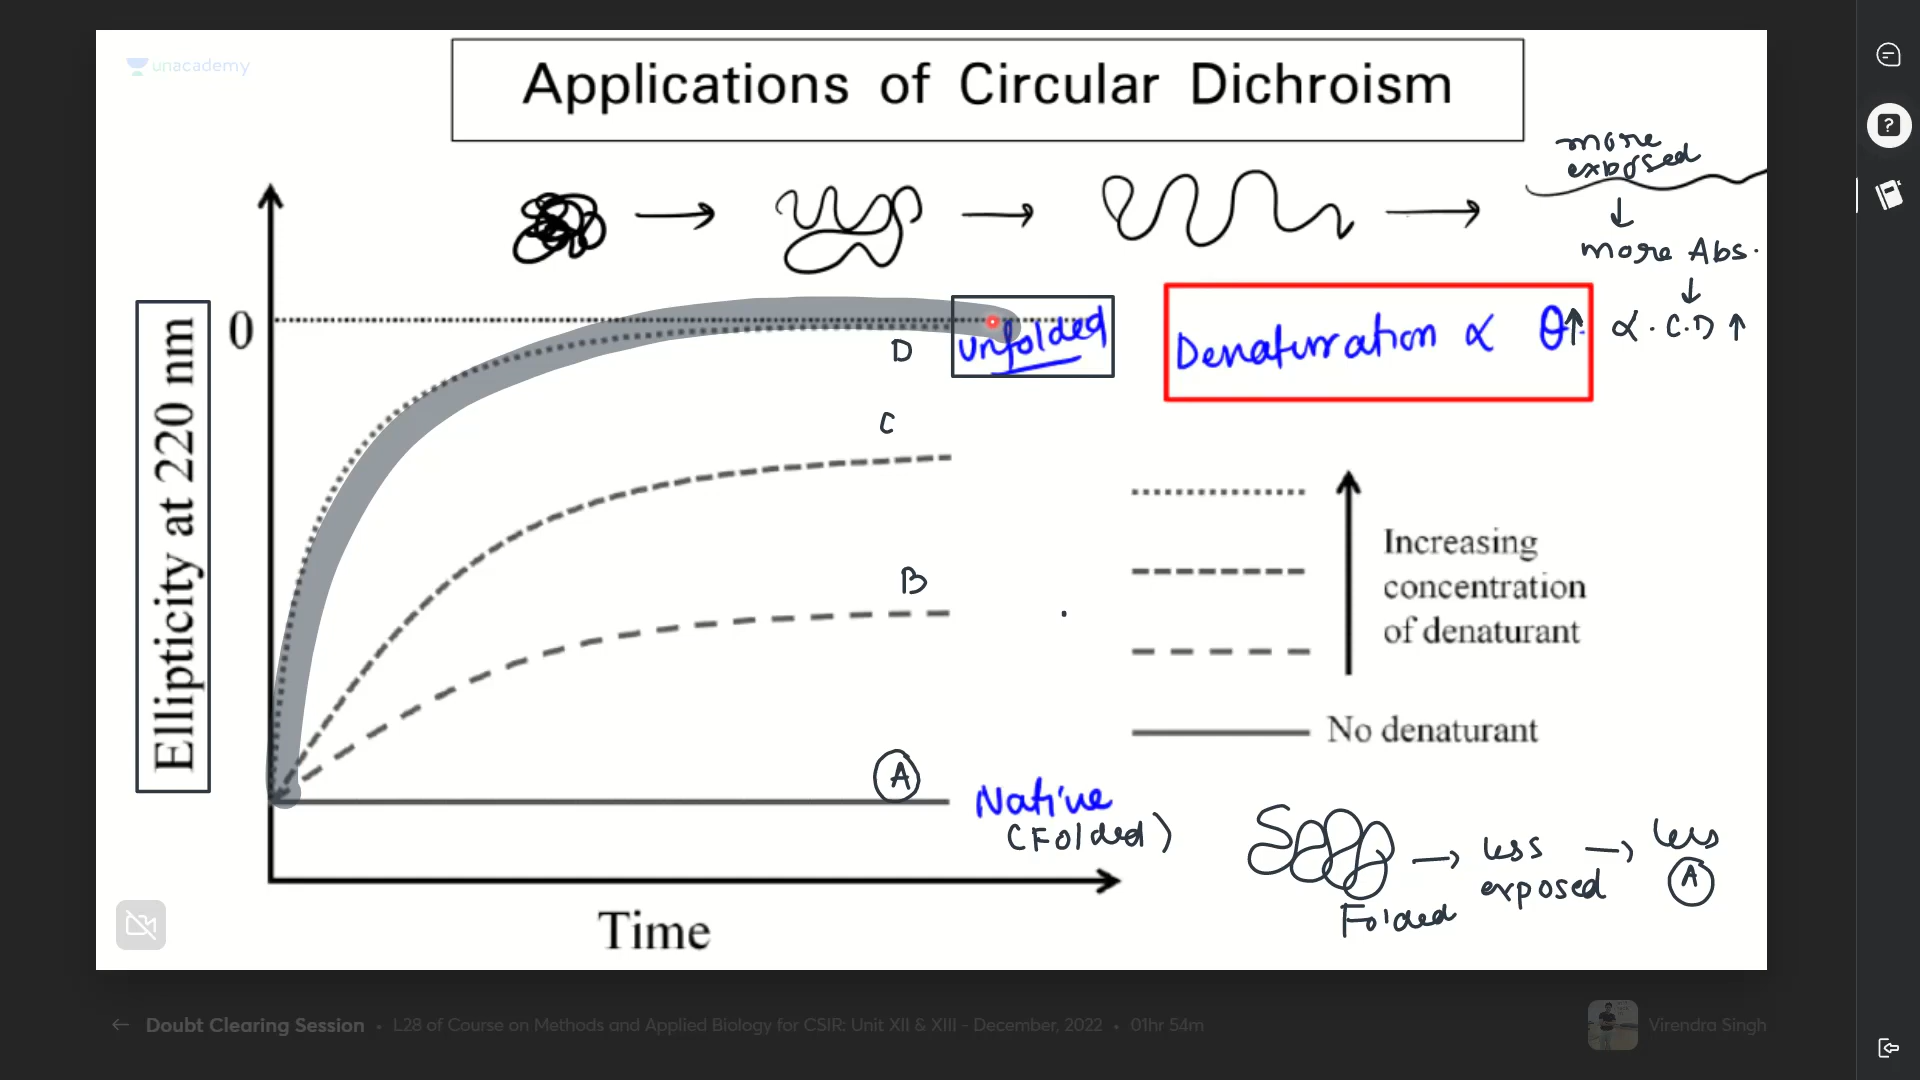 unacademy
Applications of Circular Dichroism
more
exposed
more Abs.
0
Unfolded
Denaturration ∝ θ↑ ∝. C.D ↑
D
C
B
A
Ellipticity at 220 nm
Increasing
concentration
of denaturant
No denaturant
Native
(Folded)
Folded
less
exposed
less
A
Time
Doubt Clearing Session • L28 of Course on Methods and Applied Biology for CSIR: Unit XII & XIII - December, 2022 • 01hr 54m
Virendra Singh